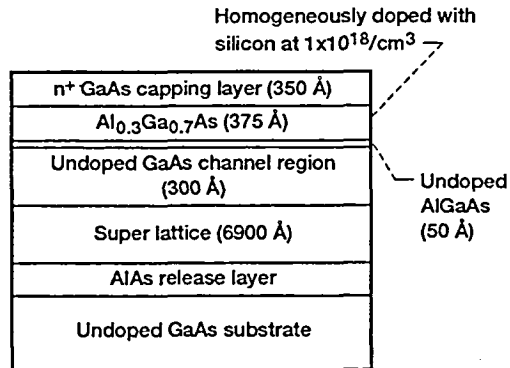 Homogeneously doped with
silicon at 1x10¹⁸/cm³
n⁺ GaAs capping layer (350 Å)
Al₀.₃Ga₀.₇As (375 Å)
Undoped GaAs channel region
(300 Å)
Undoped
AlGaAs
(50 Å)
Super lattice (6900 Å)
AlAs release layer
Undoped GaAs substrate